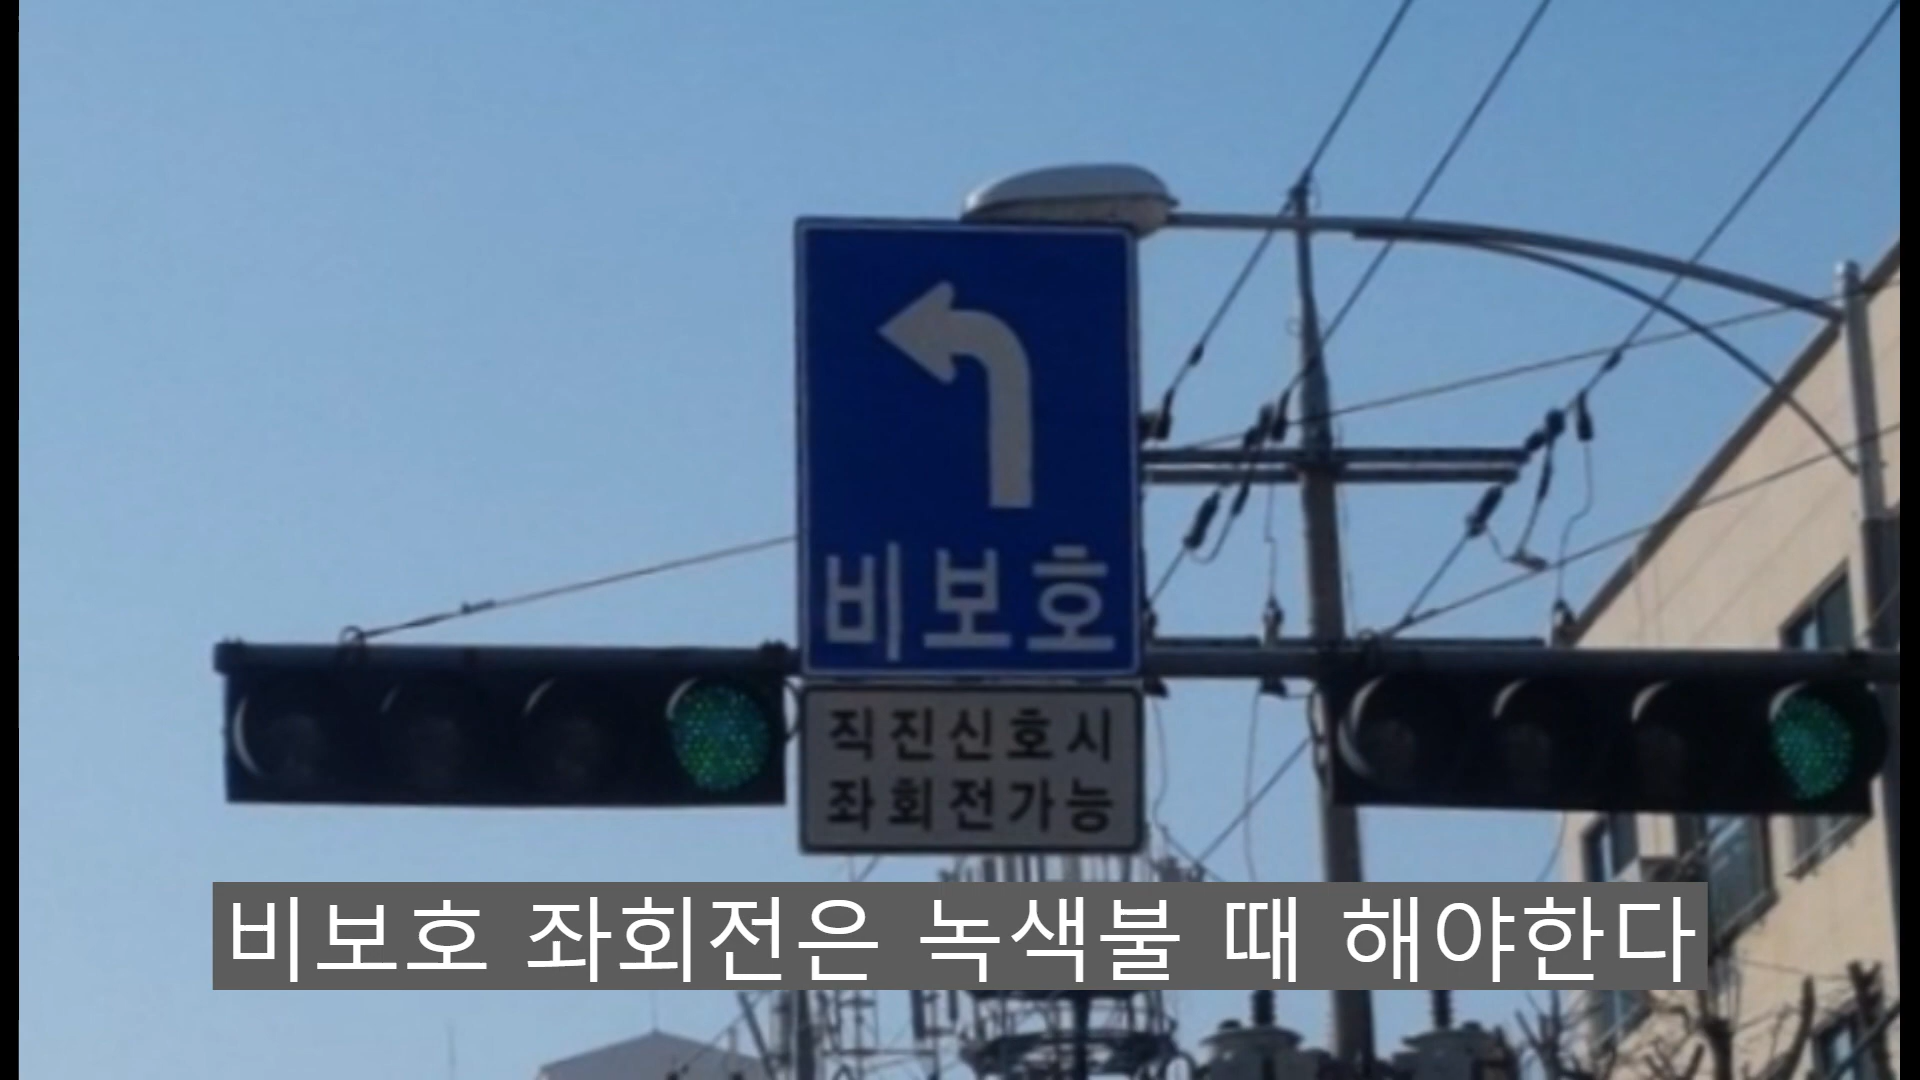 비보호
직진신호시
좌회전가능
비보호 좌회전은 녹색불 때 해야한다